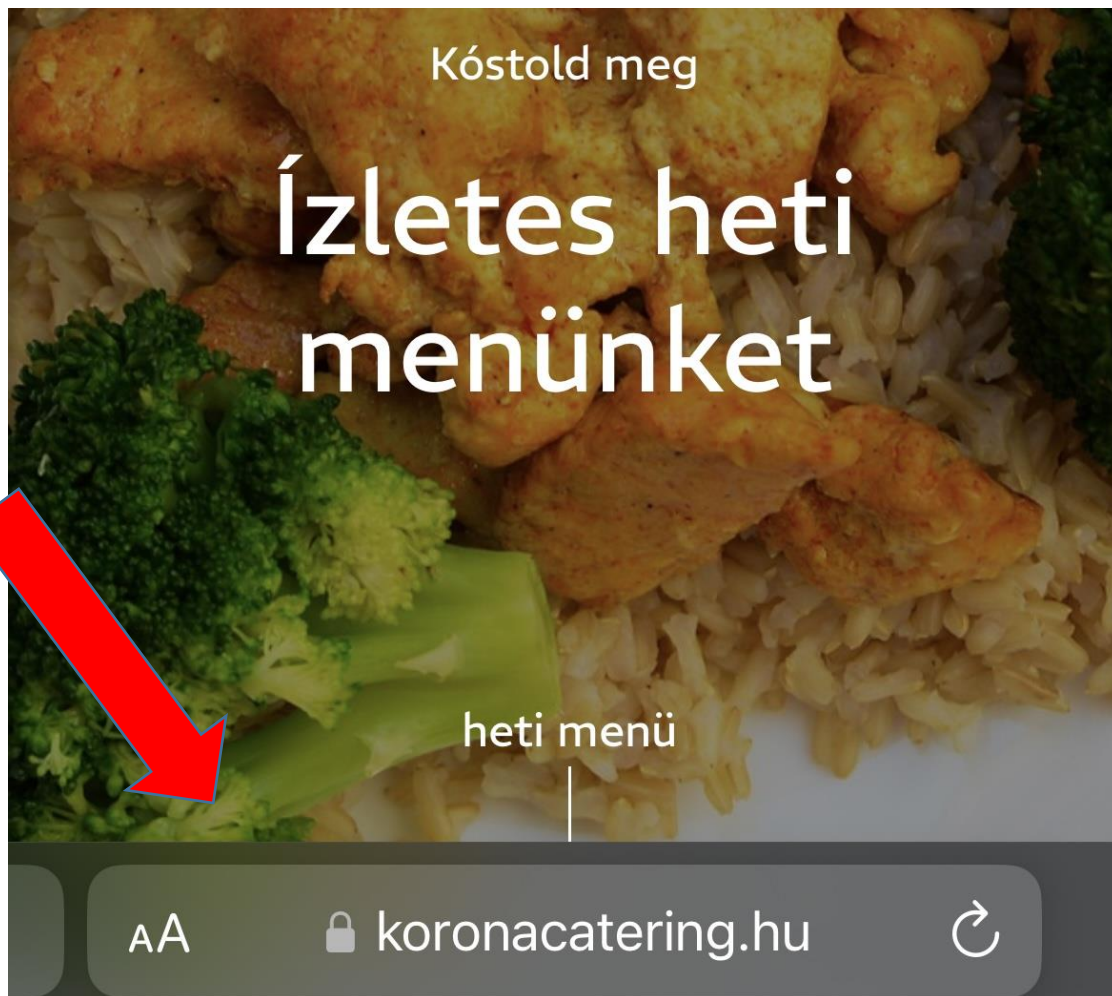 Kóstold meg
Ízletes heti
menünket
heti menü
AA koronacatering.hu